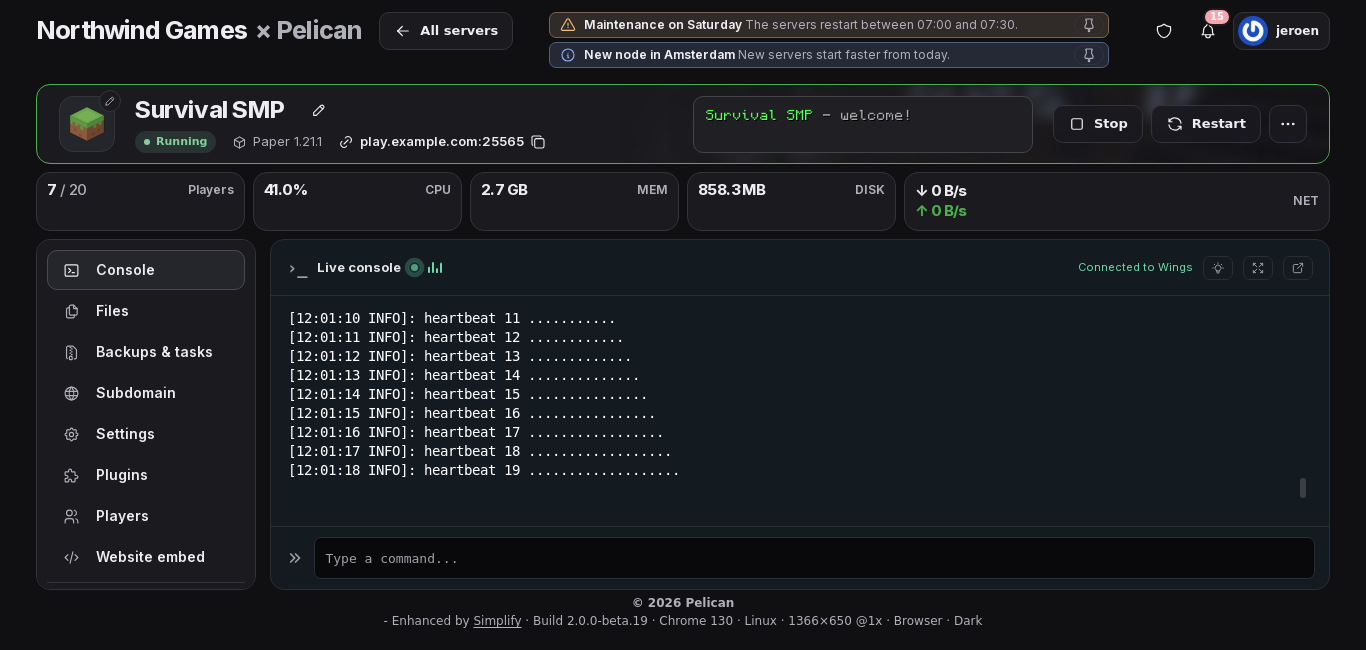 Northwind Games × Pelican
All servers
Maintenance on Saturday The servers restart between 07:00 and 07:30.
New node in Amsterdam New servers start faster from today.
15
jeroen
Survival SMP
Running
Paper 1.21.1
play.example.com:25565
Survival SMP - welcome!
Stop
Restart
7 / 20
Players
41.0%
CPU
2.7 GB
MEM
858.3 MB
DISK
↓ 0 B/s
↑ 0 B/s
NET
Console
Files
Backups & tasks
Subdomain
Settings
Plugins
Players
Website embed
Live console
Connected to Wings
[12:01:10 INFO]: heartbeat 11 ...........
[12:01:11 INFO]: heartbeat 12 ............
[12:01:12 INFO]: heartbeat 13 .............
[12:01:13 INFO]: heartbeat 14 ..............
[12:01:14 INFO]: heartbeat 15 ...............
[12:01:15 INFO]: heartbeat 16 ................
[12:01:16 INFO]: heartbeat 17 .................
[12:01:17 INFO]: heartbeat 18 ..................
[12:01:18 INFO]: heartbeat 19 ...................
Type a command...
© 2026 Pelican
- Enhanced by Simplify · Build 2.0.0-beta.19 · Chrome 130 · Linux · 1366×650 @1x · Browser · Dark